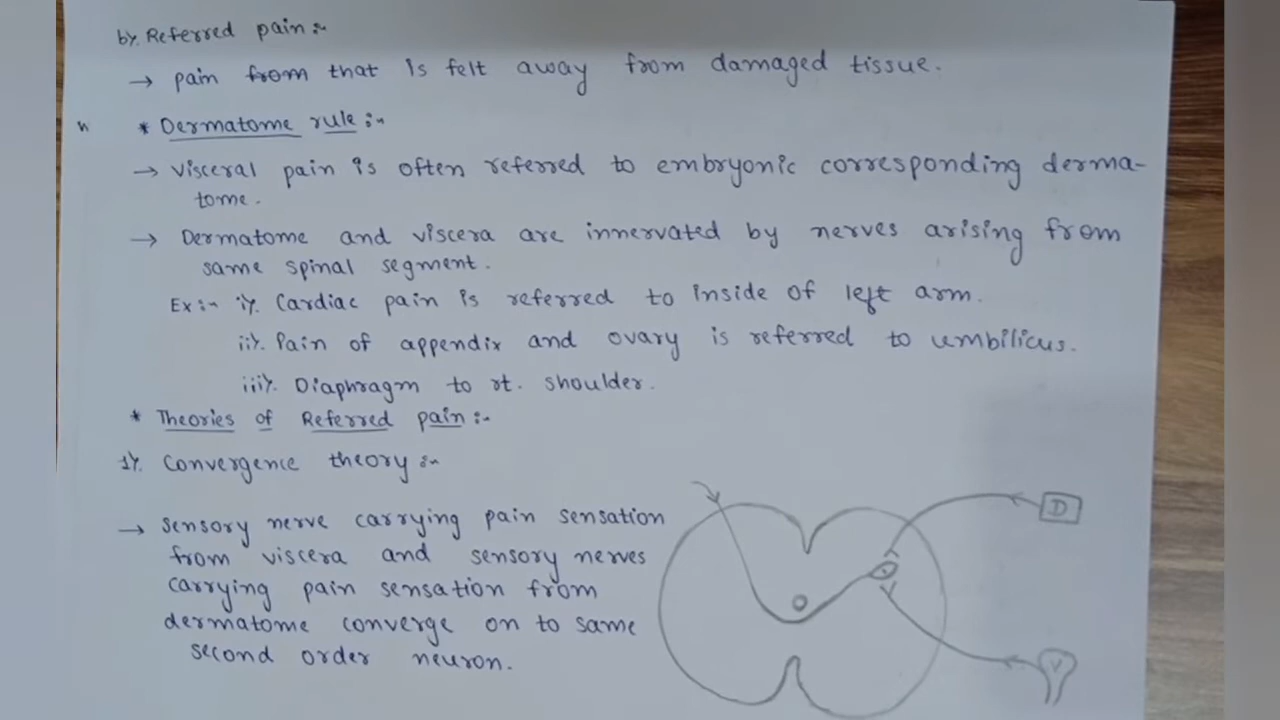 b) Referred pain :-
→ pain from that is felt away from damaged tissue.
* Dermatome rule :-
→ Visceral pain is often referred to embryonic corresponding derma-
tome.
→ Dermatome and viscera are innervated by nerves arising from
same spinal segment.
Ex :- i) Cardiac pain is referred to inside of left arm.
ii) Pain of appendix and ovary is referred to umbilicus.
iii) Diaphragm to rt. shoulder.
* Theories of Referred pain :-
1) Convergence theory :-
→ Sensory nerve carrying pain sensation
from viscera and sensory nerves
carrying pain sensation from
dermatome converge on to same
second order neuron.
D
V